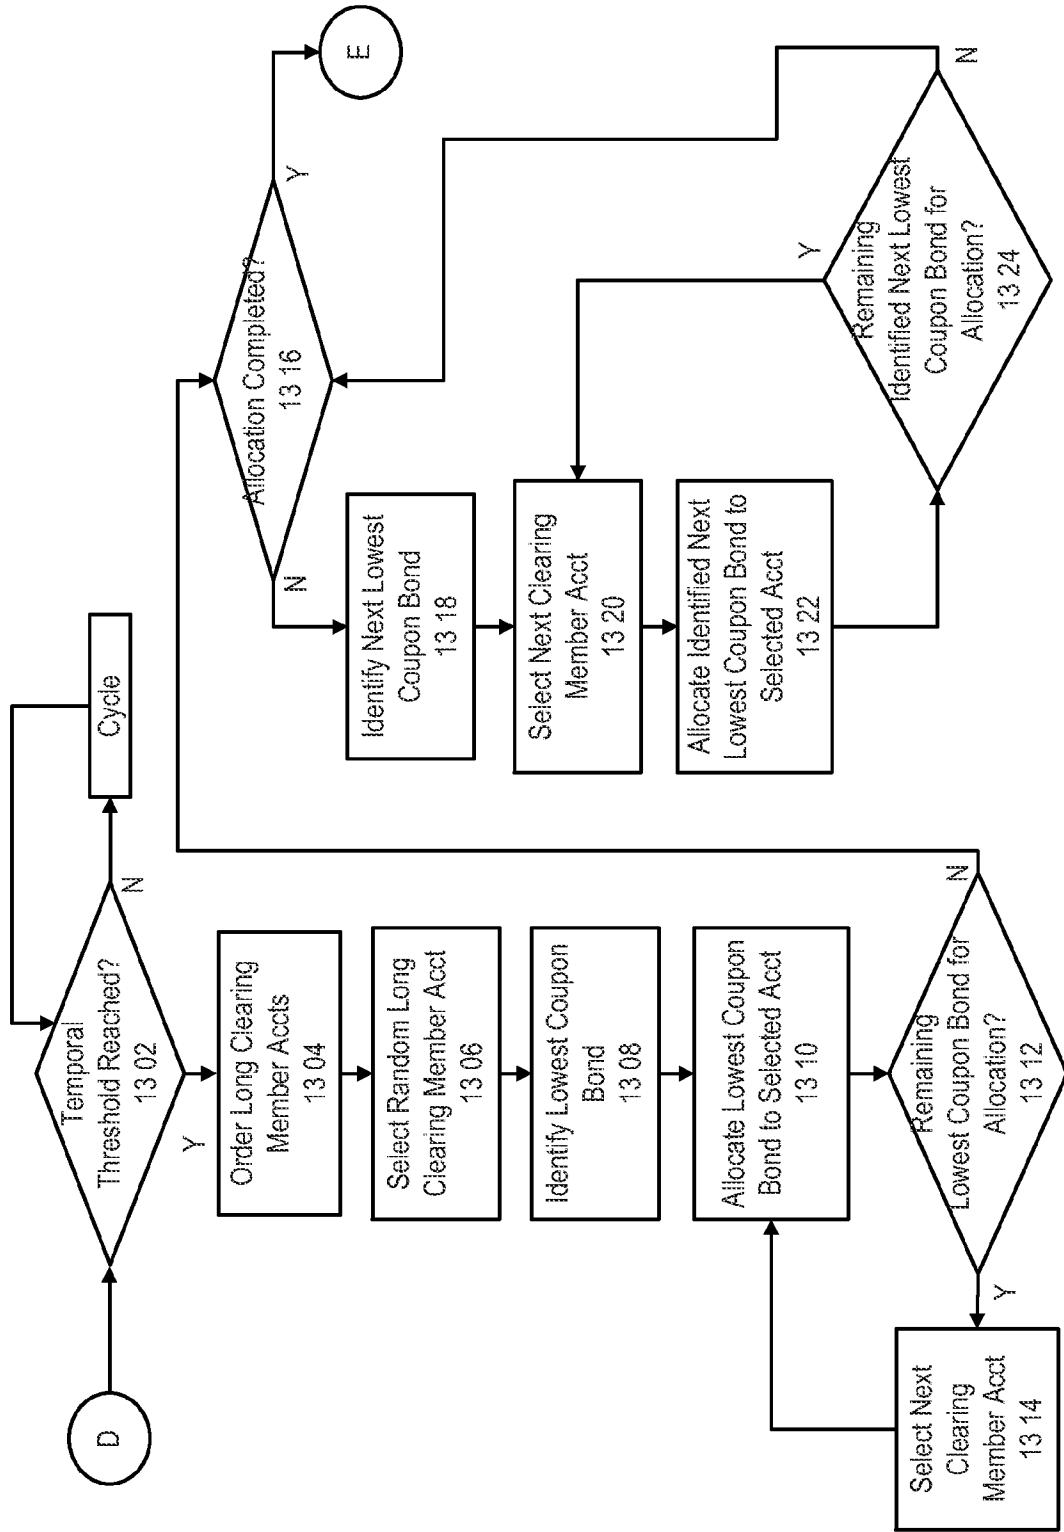 D
Temporal
Threshold Reached?
13 02
N
Cycle
Y
Order Long Clearing
Member Accts
13 04
Select Random Long
Clearing Member Acct
13 06
Identify Lowest Coupon
Bond
13 08
Allocate Lowest Coupon
Bond to Selected Acct
13 10
Remaining
Lowest Coupon Bond for
Allocation?
13 12
Y
N
Select Next
Clearing
Member Acct
13 14
Allocation Completed?
13 16
Y
E
N
Identify Next Lowest
Coupon Bond
13 18
Select Next Clearing
Member Acct
13 20
Allocate Identified Next
Lowest Coupon Bond to
Selected Acct
13 22
Remaining
Identified Next Lowest
Coupon Bond for
Allocation?
13 24
Y
N